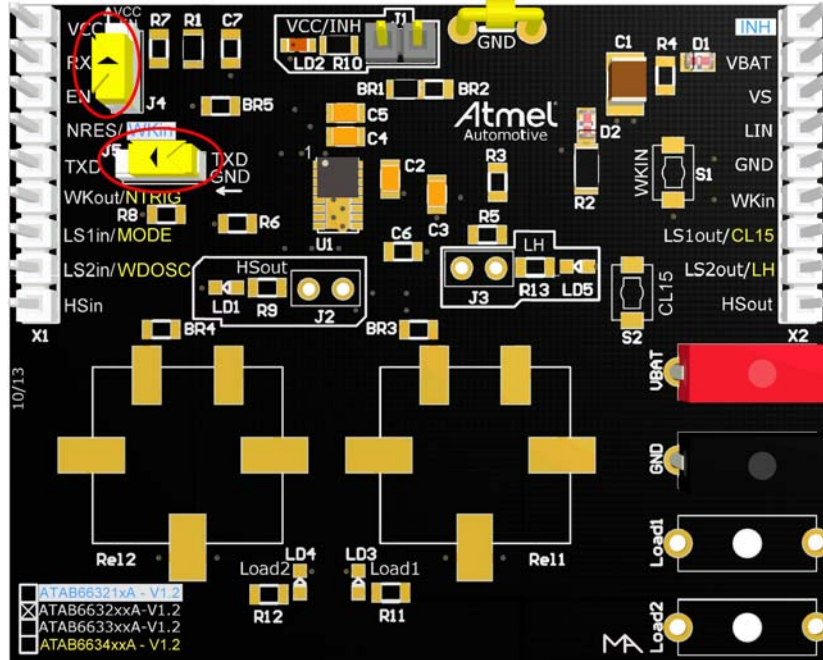 VCC
VCC R7 R1 C7
RX
EN
J4
NRES/WKin
BR5
J5
TXD
TXD
GND
WKout/NTRIG
R8
R6
LS1in/MODE
LS2in/WDOSC
HSin
X1
VCC/INH
J1
LD2 R10
GND
BR1 BR2
C5
C4
1
U1
C2
C3
C6
Atmel
Automotive
R3
R5
LH
J3
R13
LD5
HSout
LD1
R9
J2
BR4
BR3
C1
R4
D1
D2
R2
WKIN
S1
CL15
S2
INH
VBAT
VS
LIN
GND
WKin
LS1out/CL15
LS2out/LH
HSout
X2
10/13
VBAT
GND
Load1
Load2
Rel2
Rel1
Load2
LD4
LD3
Load1
R12
R11
ATAB66321xA - V1.2
ATAB6632xxA-V1.2
ATAB6633xxA-V1.2
ATAB6634xxA - V1.2
MA